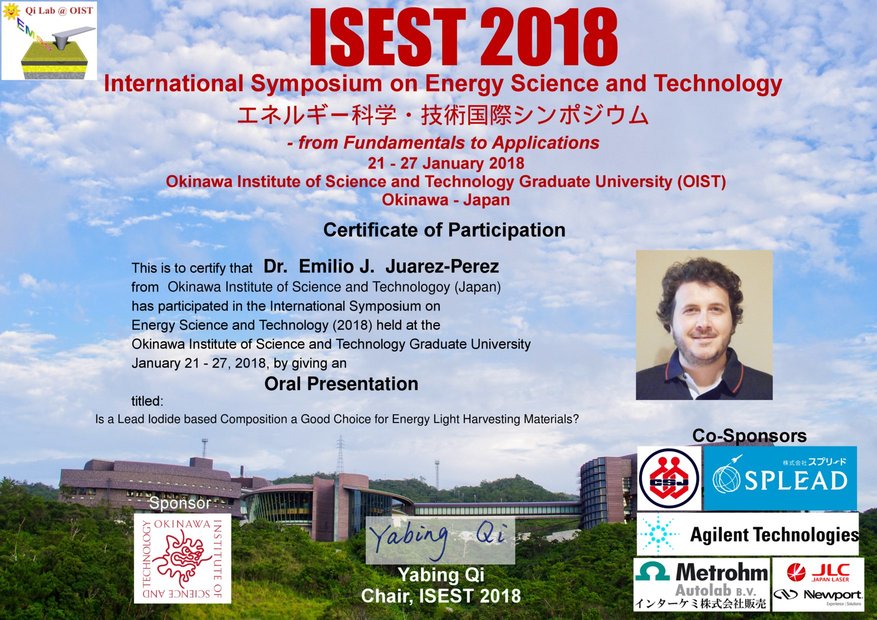 Qi Lab @ OIST
ISEST 2018
International Symposium on Energy Science and Technology
エネルギー科学・技術国際シンポジウム
- from Fundamentals to Applications
21 - 27 January 2018
Okinawa Institute of Science and Technology Graduate University (OIST)
Okinawa - Japan
Certificate of Participation
This is to certify that Dr. Emilio J. Juarez-Perez
from Okinawa Institute of Science and Technologoy (Japan)
has participated in the International Symposium on
Energy Science and Technology (2018) held at the
Okinawa Institute of Science and Technology Graduate University
January 21 - 27, 2018, by giving an
Oral Presentation
titled:
Is a Lead Iodide based Composition a Good Choice for Energy Light Harvesting Materials?
Sponsor
OKINAWA INSTITUTE OF SCIENCE AND TECHNOLOGY
Yabing Qi
Yabing Qi
Chair, ISEST 2018
Co-Sponsors
CSJ
株式会社スプリード
SPLEAD
Agilent Technologies
Metrohm
Autolab B.V.
インターケミ株式会社販売
JLC
JAPAN LASER
Newport
Experience | Solutions